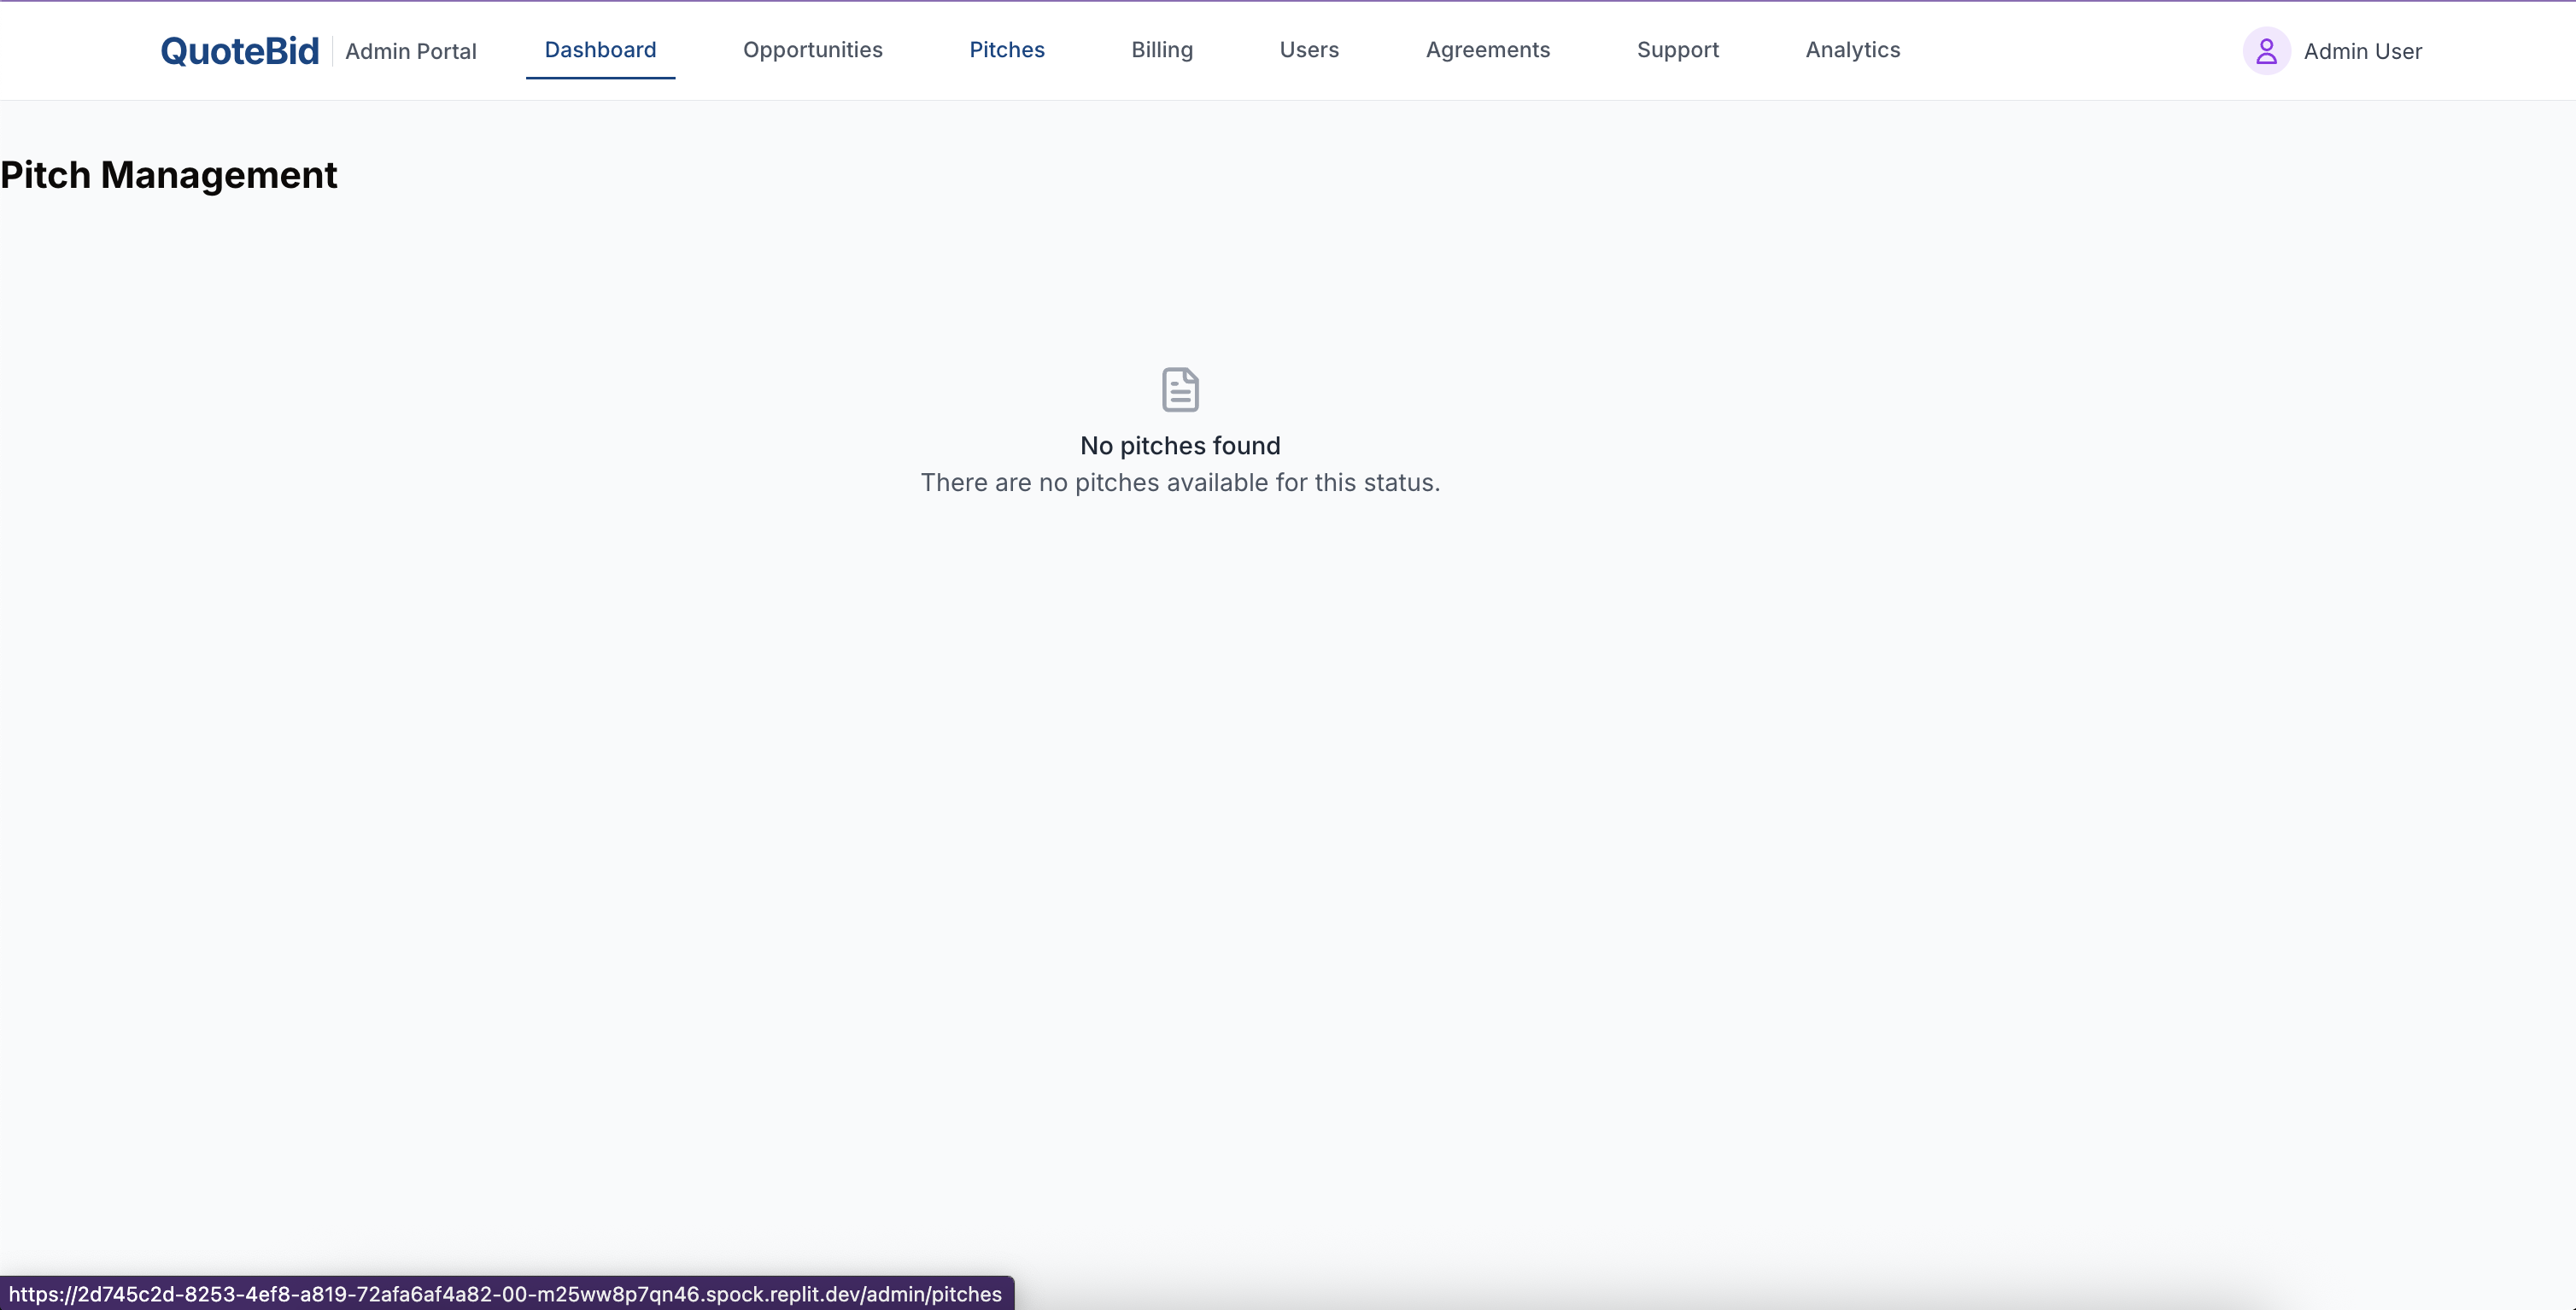 QuoteBid Admin Portal Dashboard Opportunities Pitches Billing Users Agreements Support Analytics Admin User
Pitch Management
No pitches found
There are no pitches available for this status.
https://2d745c2d-8253-4ef8-a819-72afa6af4a82-00-m25ww8p7qn46.spock.replit.dev/admin/pitches